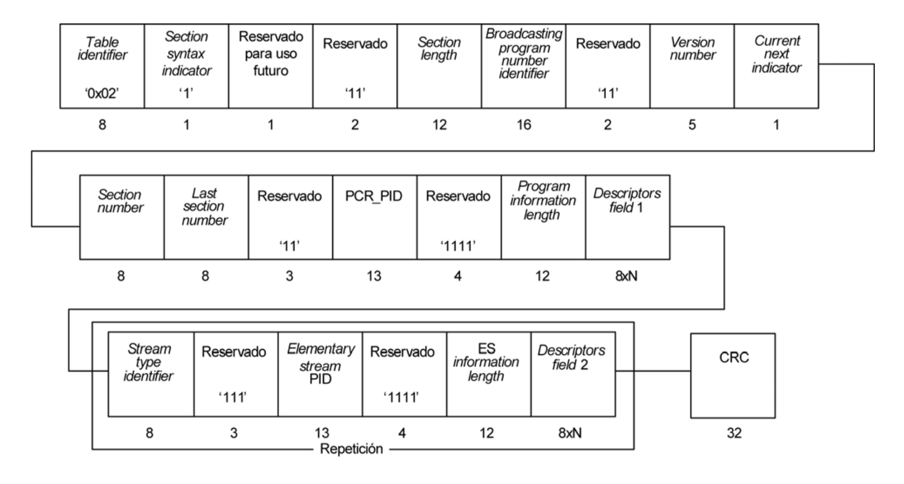 Table
identifier
'0x02'
Section
syntax
indicator
'1'
Reservado
para uso
futuro
Reservado
'11'
Section
length
Broadcasting
program
number
identifier
Reservado
'11'
Version
number
Current
next
indicator
8
1
1
2
12
16
2
5
1
Section
number
Last
section
number
Reservado
'11'
PCR_PID
Reservado
'1111'
Program
information
length
Descriptors
field 1
8
8
3
13
4
12
8xN
Stream
type
identifier
Reservado
'111'
Elementary
stream
PID
Reservado
'1111'
ES
information
length
Descriptors
field 2
CRC
8
3
13
4
12
8xN
32
Repetición